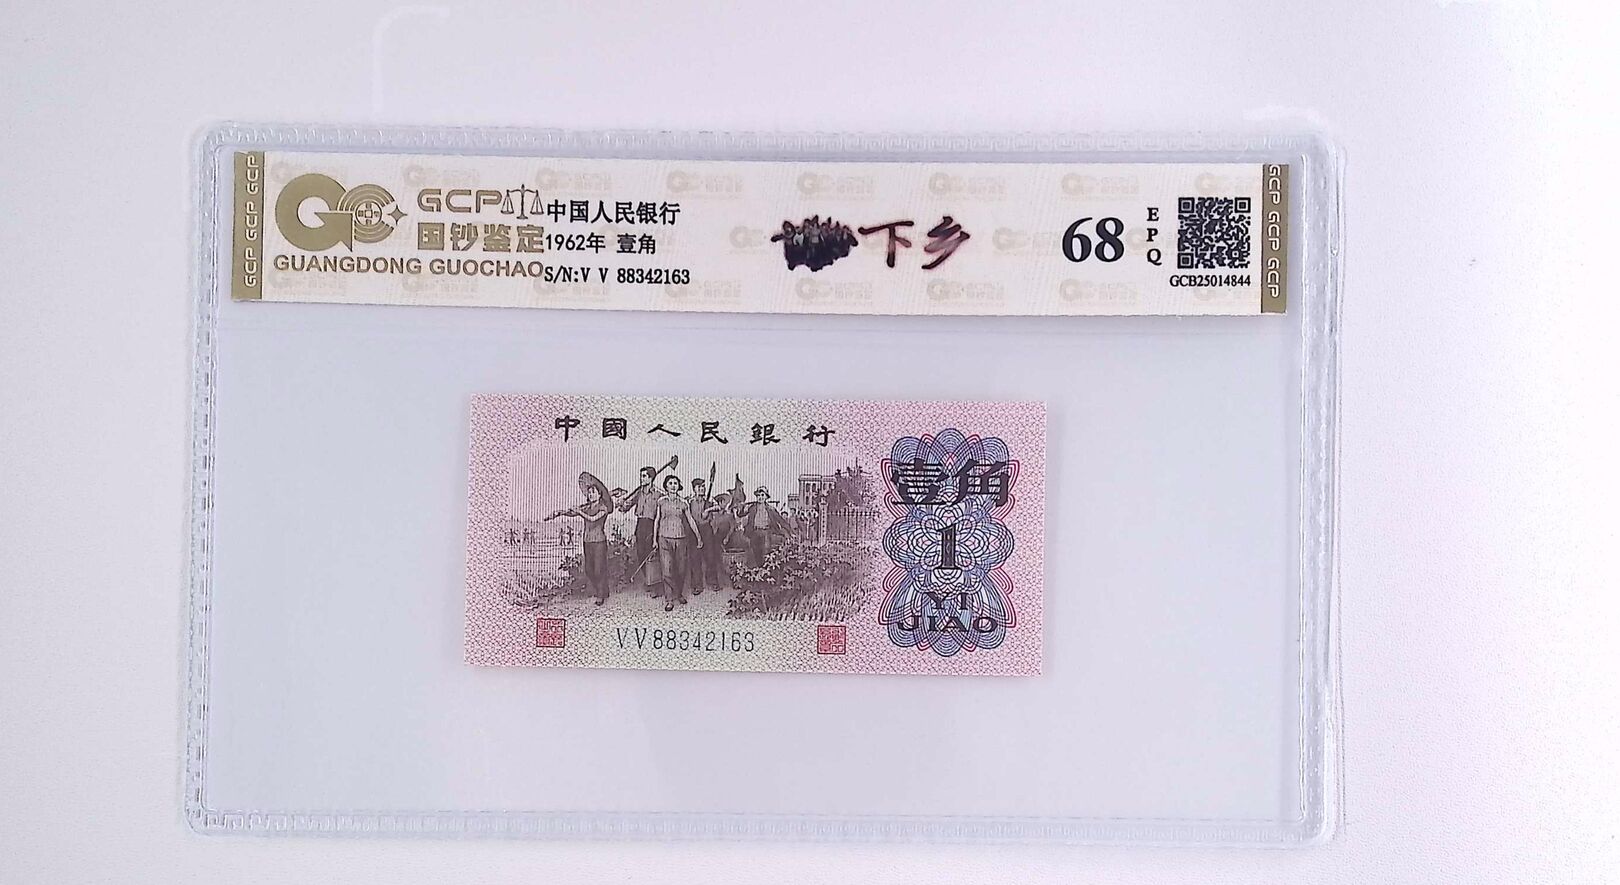 GCP
国钞鉴定
GUANGDONG GUOCHAO
中国人民银行
1962年 壹角
S/N:V V 88342163
下乡
68
EPQ
GCB25014844
GCP GCP GCP
GCP GCP GCP
中國人民銀行
壹角
1
YI
JIAO
VV88342163